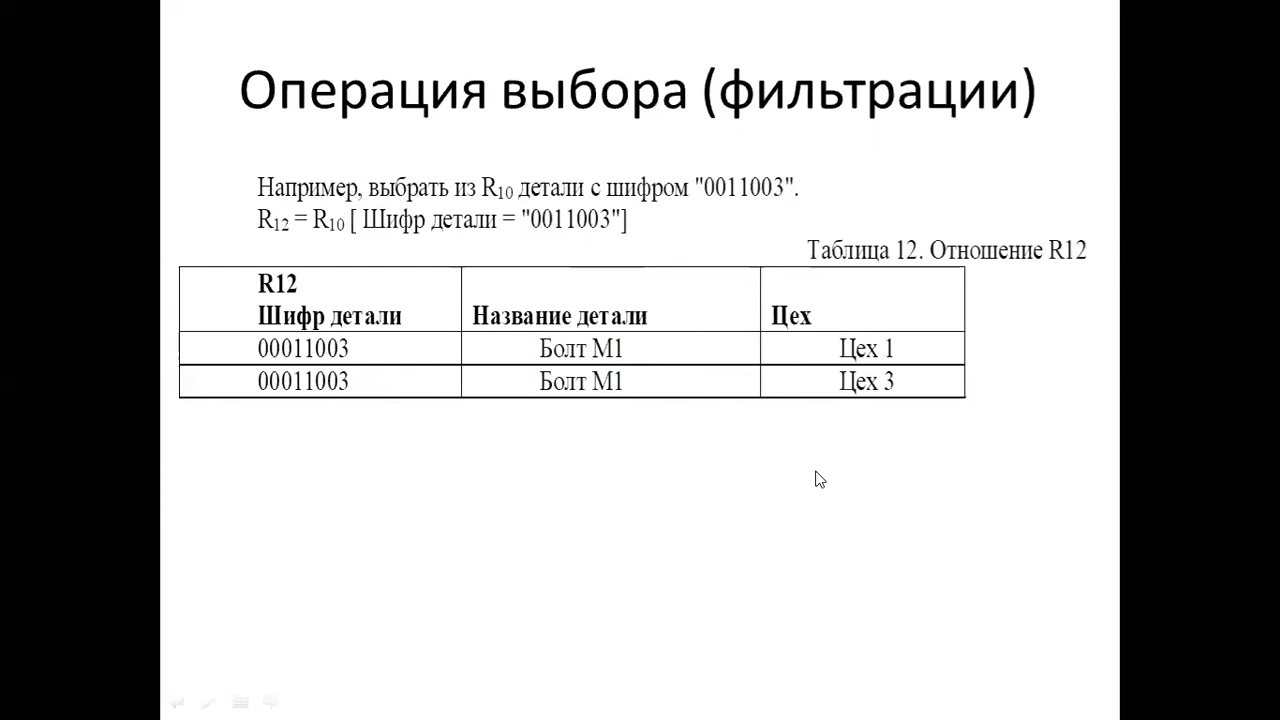 Операция выбора (фильтрации)
Например, выбрать из R10 детали с шифром "0011003".
R12 = R10 [ Шифр детали = "0011003"]
Таблица 12. Отношение R12
R12
Шифр детали Название детали Цех
00011003 Болт М1 Цех 1
00011003 Болт М1 Цех 3